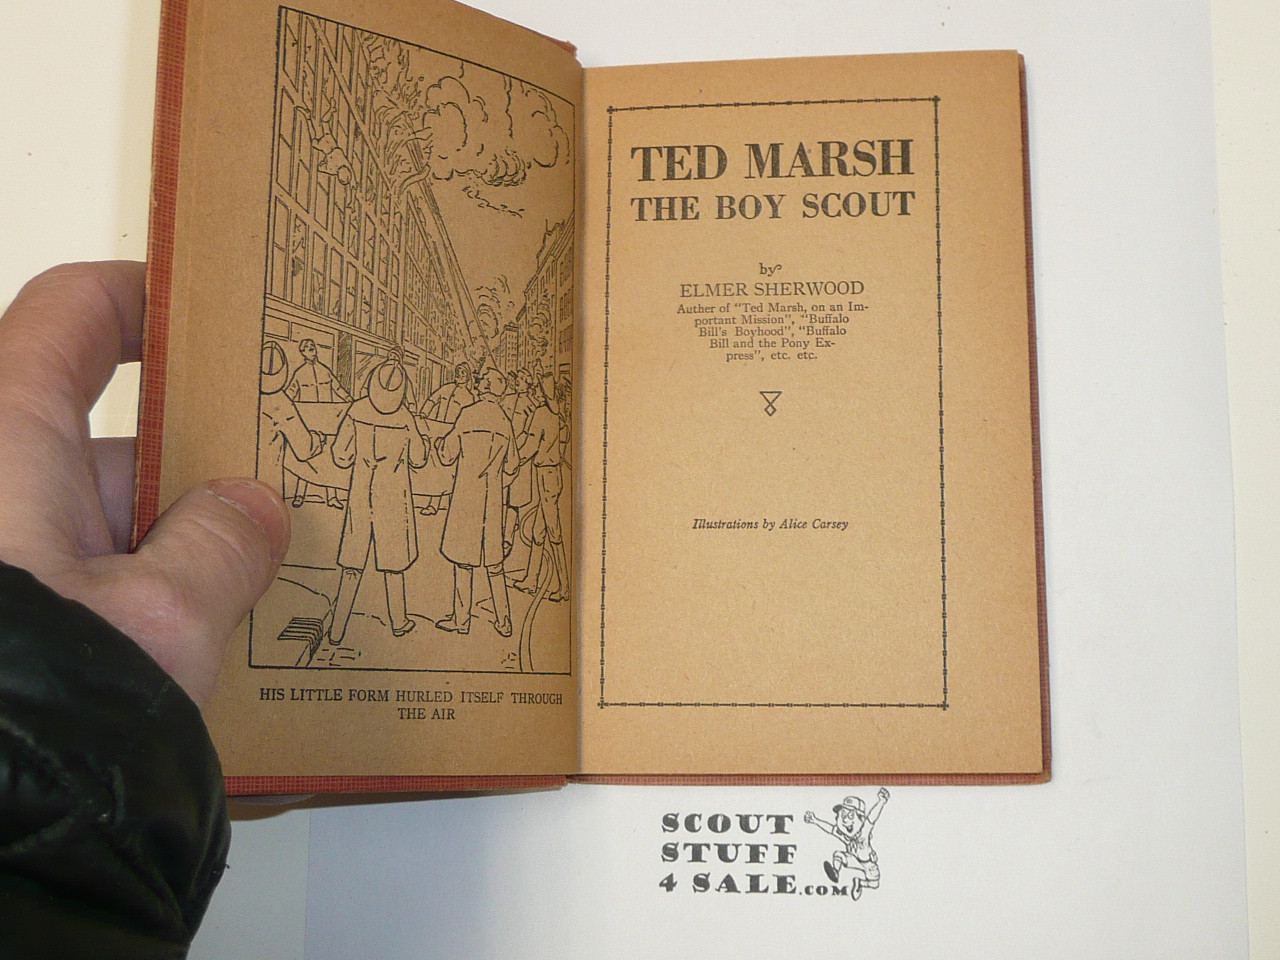 HIS LITTLE FORM HURLED ITSELF THROUGH
THE AIR
TED MARSH
THE BOY SCOUT
by
ELMER SHERWOOD
Auther of "Ted Marsh, on an Im-
portant Mission", "Buffalo
Bill's Boyhood", "Buffalo
Bill and the Pony Ex-
press", etc. etc.
Illustrations by Alice Carsey
SCOUT
STUFF
4 SALE.COM